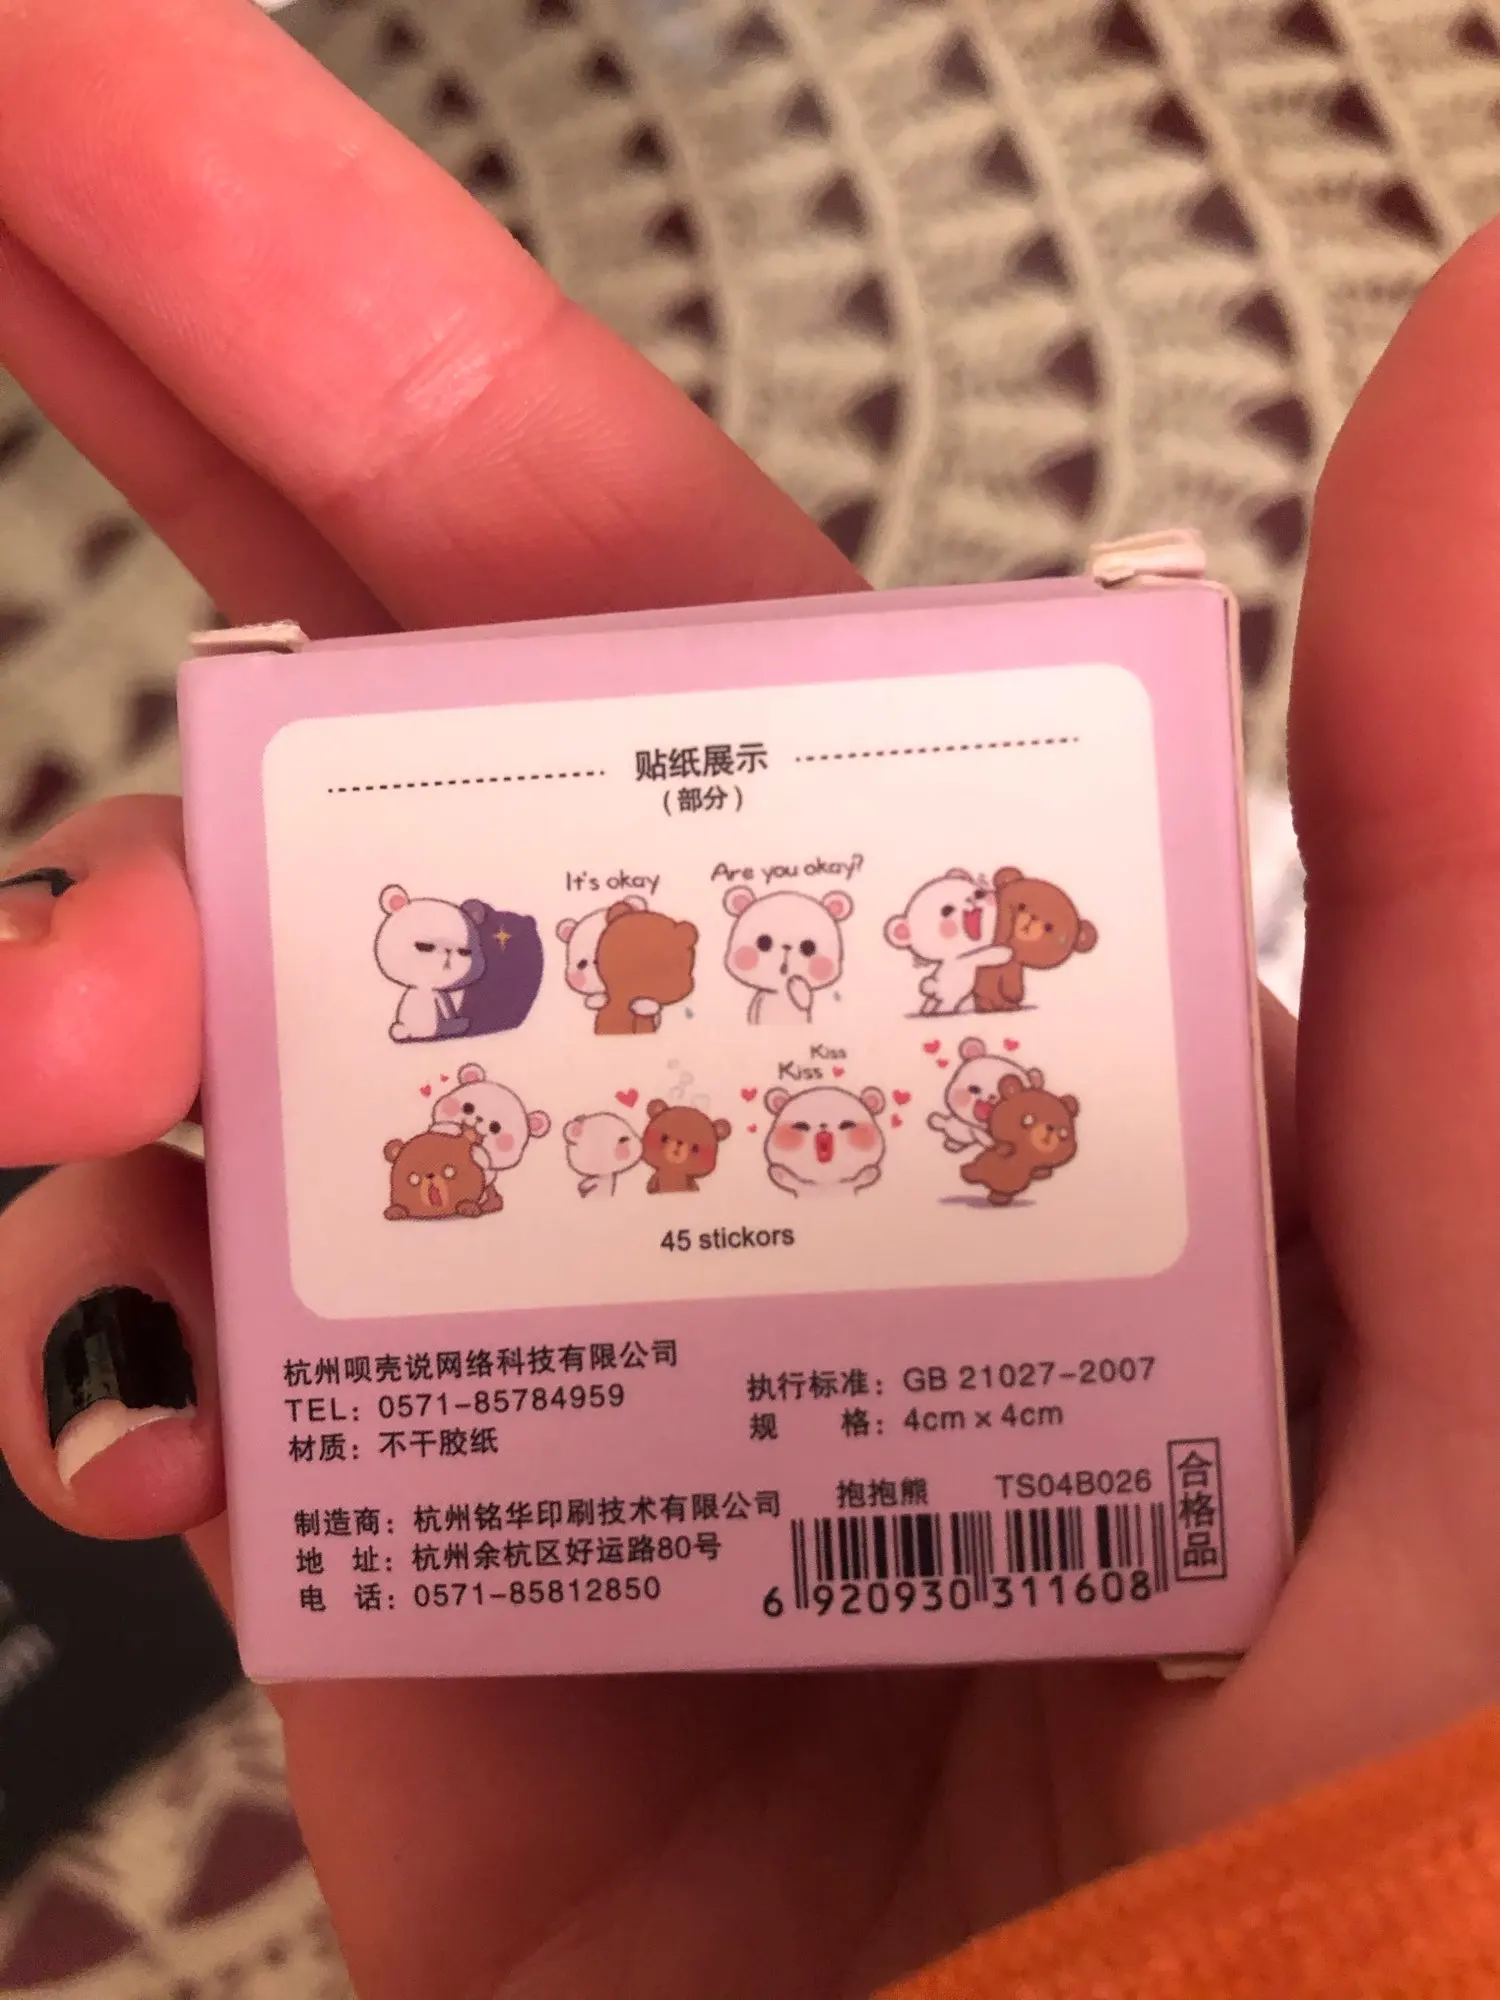 贴纸展示
（部分）
It's okay
Are you okay?
Kiss
Kiss
45 stickors
杭州呗壳说网络科技有限公司
TEL：0571-85784959
材质：不干胶纸
执行标准：GB 21027-2007
规 格：4cm x 4cm
制造商：杭州铭华印刷技术有限公司
地 址：杭州余杭区好运路80号
电 话：0571-85812850
抱抱熊 TS04B026
6 920930 311608
合格品